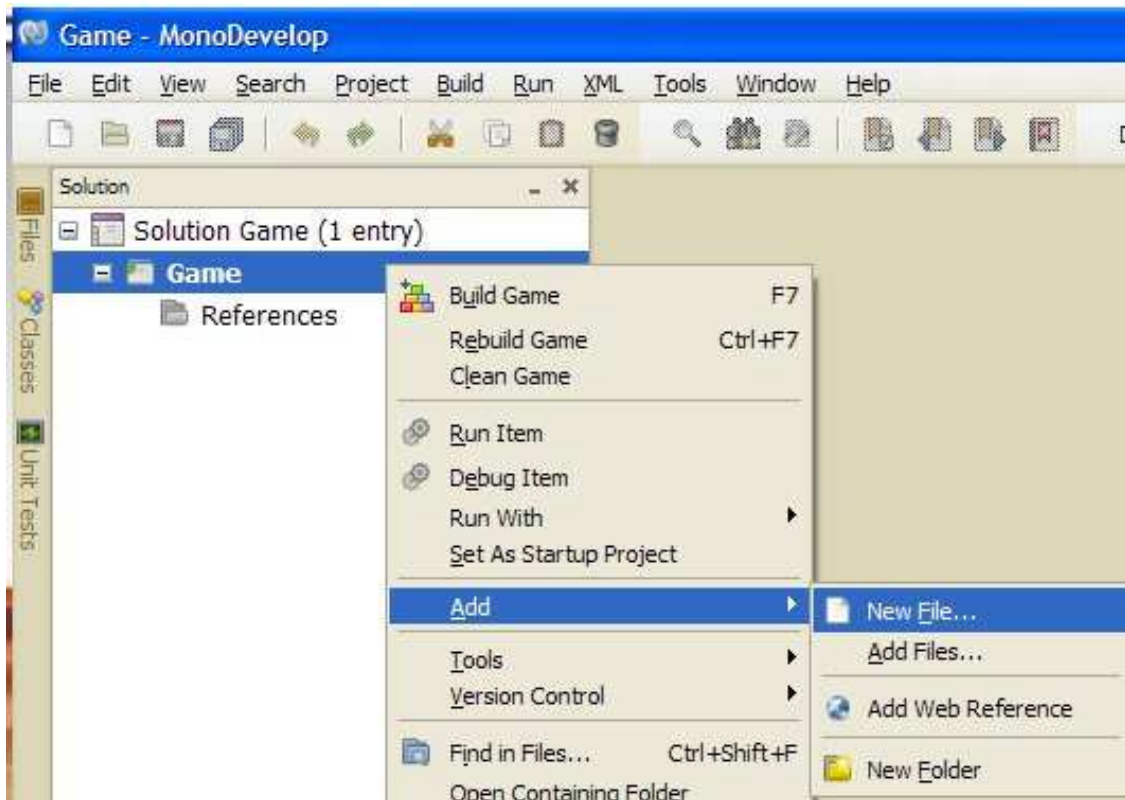 Game - MonoDevelop
File Edit View Search Project Build Run XML Tools Window Help
Solution
Files
Classes
Unit Tests
Solution Game (1 entry)
Game
References
Build Game F7
Rebuild Game Ctrl+F7
Clean Game
Run Item
Debug Item
Run With
Set As Startup Project
Add
New File...
Add Files...
Tools
Version Control
Add Web Reference
Find in Files... Ctrl+Shift+F
New Folder
Open Containing Folder